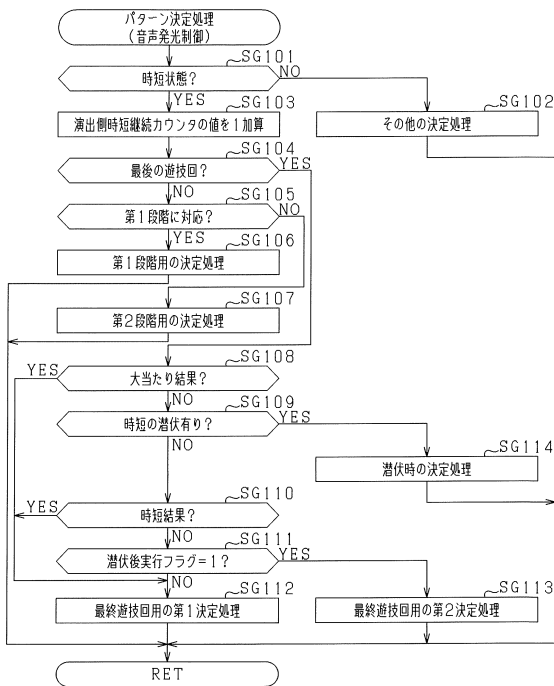 パターン決定処理
(音声発光制御)
SG101
時短状態?
NO
YES
SG102
その他の決定処理
SG103
演出側時短継続カウンタの値を1加算
SG104
最後の遊技回?
YES
NO
SG105
第1段階に対応?
NO
YES
SG106
第1段階用の決定処理
SG107
第2段階用の決定処理
SG108
YES
大当たり結果?
NO
SG109
時短の潜伏有り?
YES
NO
SG114
潜伏時の決定処理
SG110
YES
時短結果?
NO
SG111
潜伏後実行フラグ=1?
YES
NO
SG112
最終遊技回用の第1決定処理
SG113
最終遊技回用の第2決定処理
RET